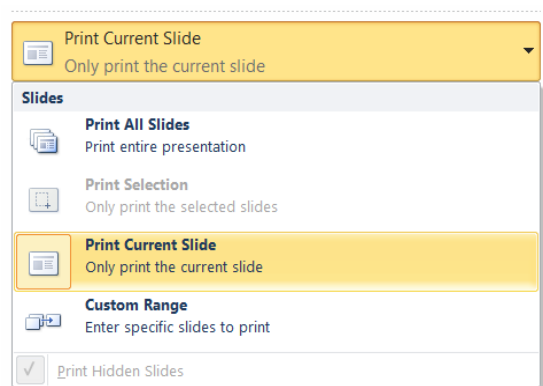 Print Current Slide
Only print the current slide
Slides
Print All Slides
Print entire presentation
Print Selection
Only print the selected slides
Print Current Slide
Only print the current slide
Custom Range
Enter specific slides to print
Print Hidden Slides